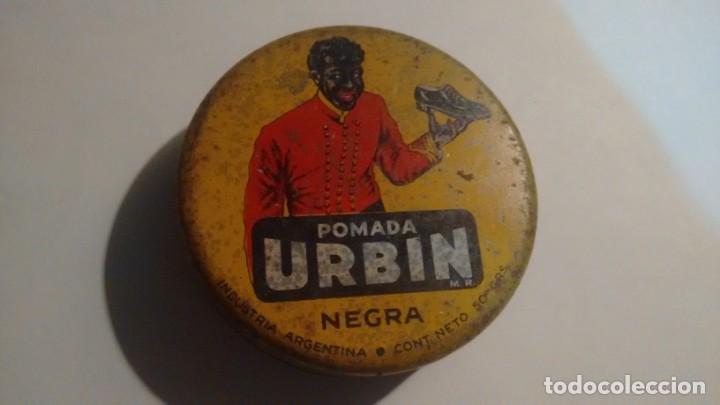 POMADA
URBIN
M.R.
NEGRA
INDUSTRIA ARGENTINA • CONT. NETO 50 GRS.
todocoleccion